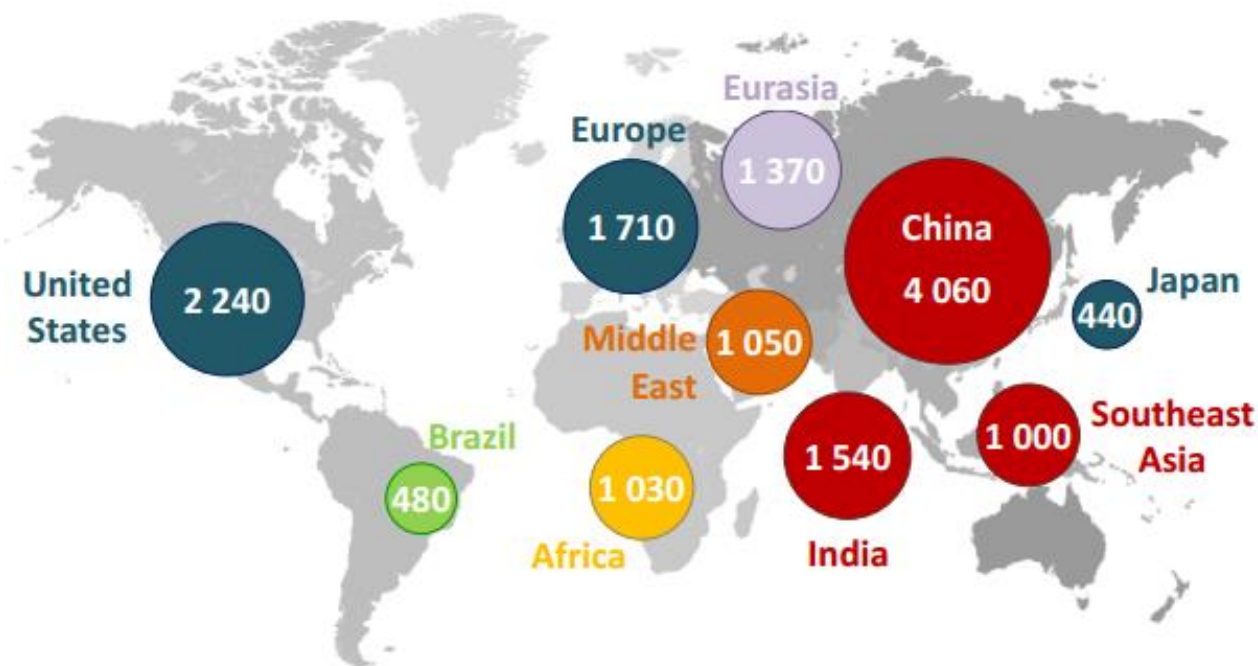 Eurasia
1 370
Europe
1 710
China
4 060
United
States
2 240
Japan
440
Middle
East
1 050
Brazil
480
Africa
1 030
India
1 540
Southeast
Asia
1 000